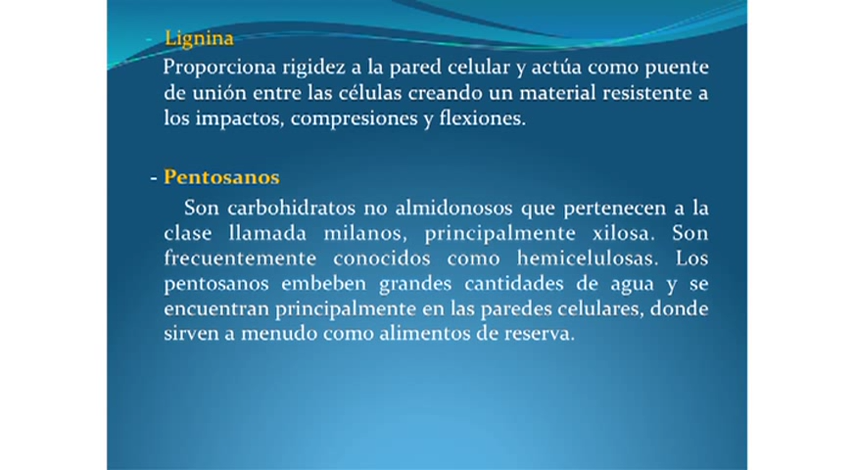 - Lignina
Proporciona rigidez a la pared celular y actúa como puente
de unión entre las células creando un material resistente a
los impactos, compresiones y flexiones.
- Pentosanos
Son carbohidratos no almidonosos que pertenecen a la
clase llamada milanos, principalmente xilosa. Son
frecuentemente conocidos como hemicelulosas. Los
pentosanos embeben grandes cantidades de agua y se
encuentran principalmente en las paredes celulares, donde
sirven a menudo como alimentos de reserva.